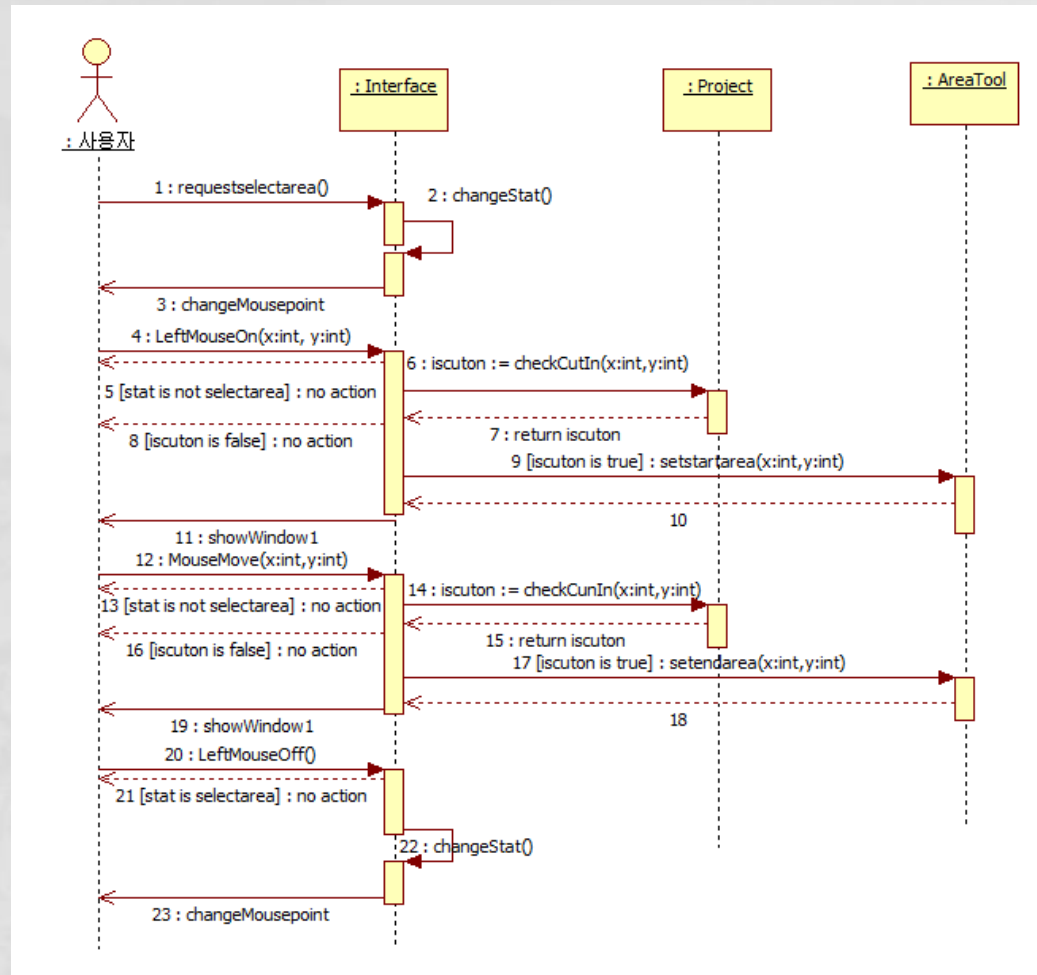 : 사용자
: Interface
: Project
: AreaTool
1 : requestselectarea()
2 : changeStat()
3 : changeMousepoint
4 : LeftMouseOn(x:int, y:int)
5 [stat is not selectarea] : no action
6 : iscuton := checkCutIn(x:int,y:int)
7 : return iscuton
8 [iscuton is false] : no action
9 [iscuton is true] : setstartarea(x:int,y:int)
10
11 : showWindow1
12 : MouseMove(x:int,y:int)
13 [stat is not selectarea] : no action
14 : iscuton := checkCunIn(x:int,y:int)
15 : return iscuton
16 [iscuton is false] : no action
17 [iscuton is true] : setendarea(x:int,y:int)
18
19 : showWindow1
20 : LeftMouseOff()
21 [stat is selectarea] : no action
22 : changeStat()
23 : changeMousepoint